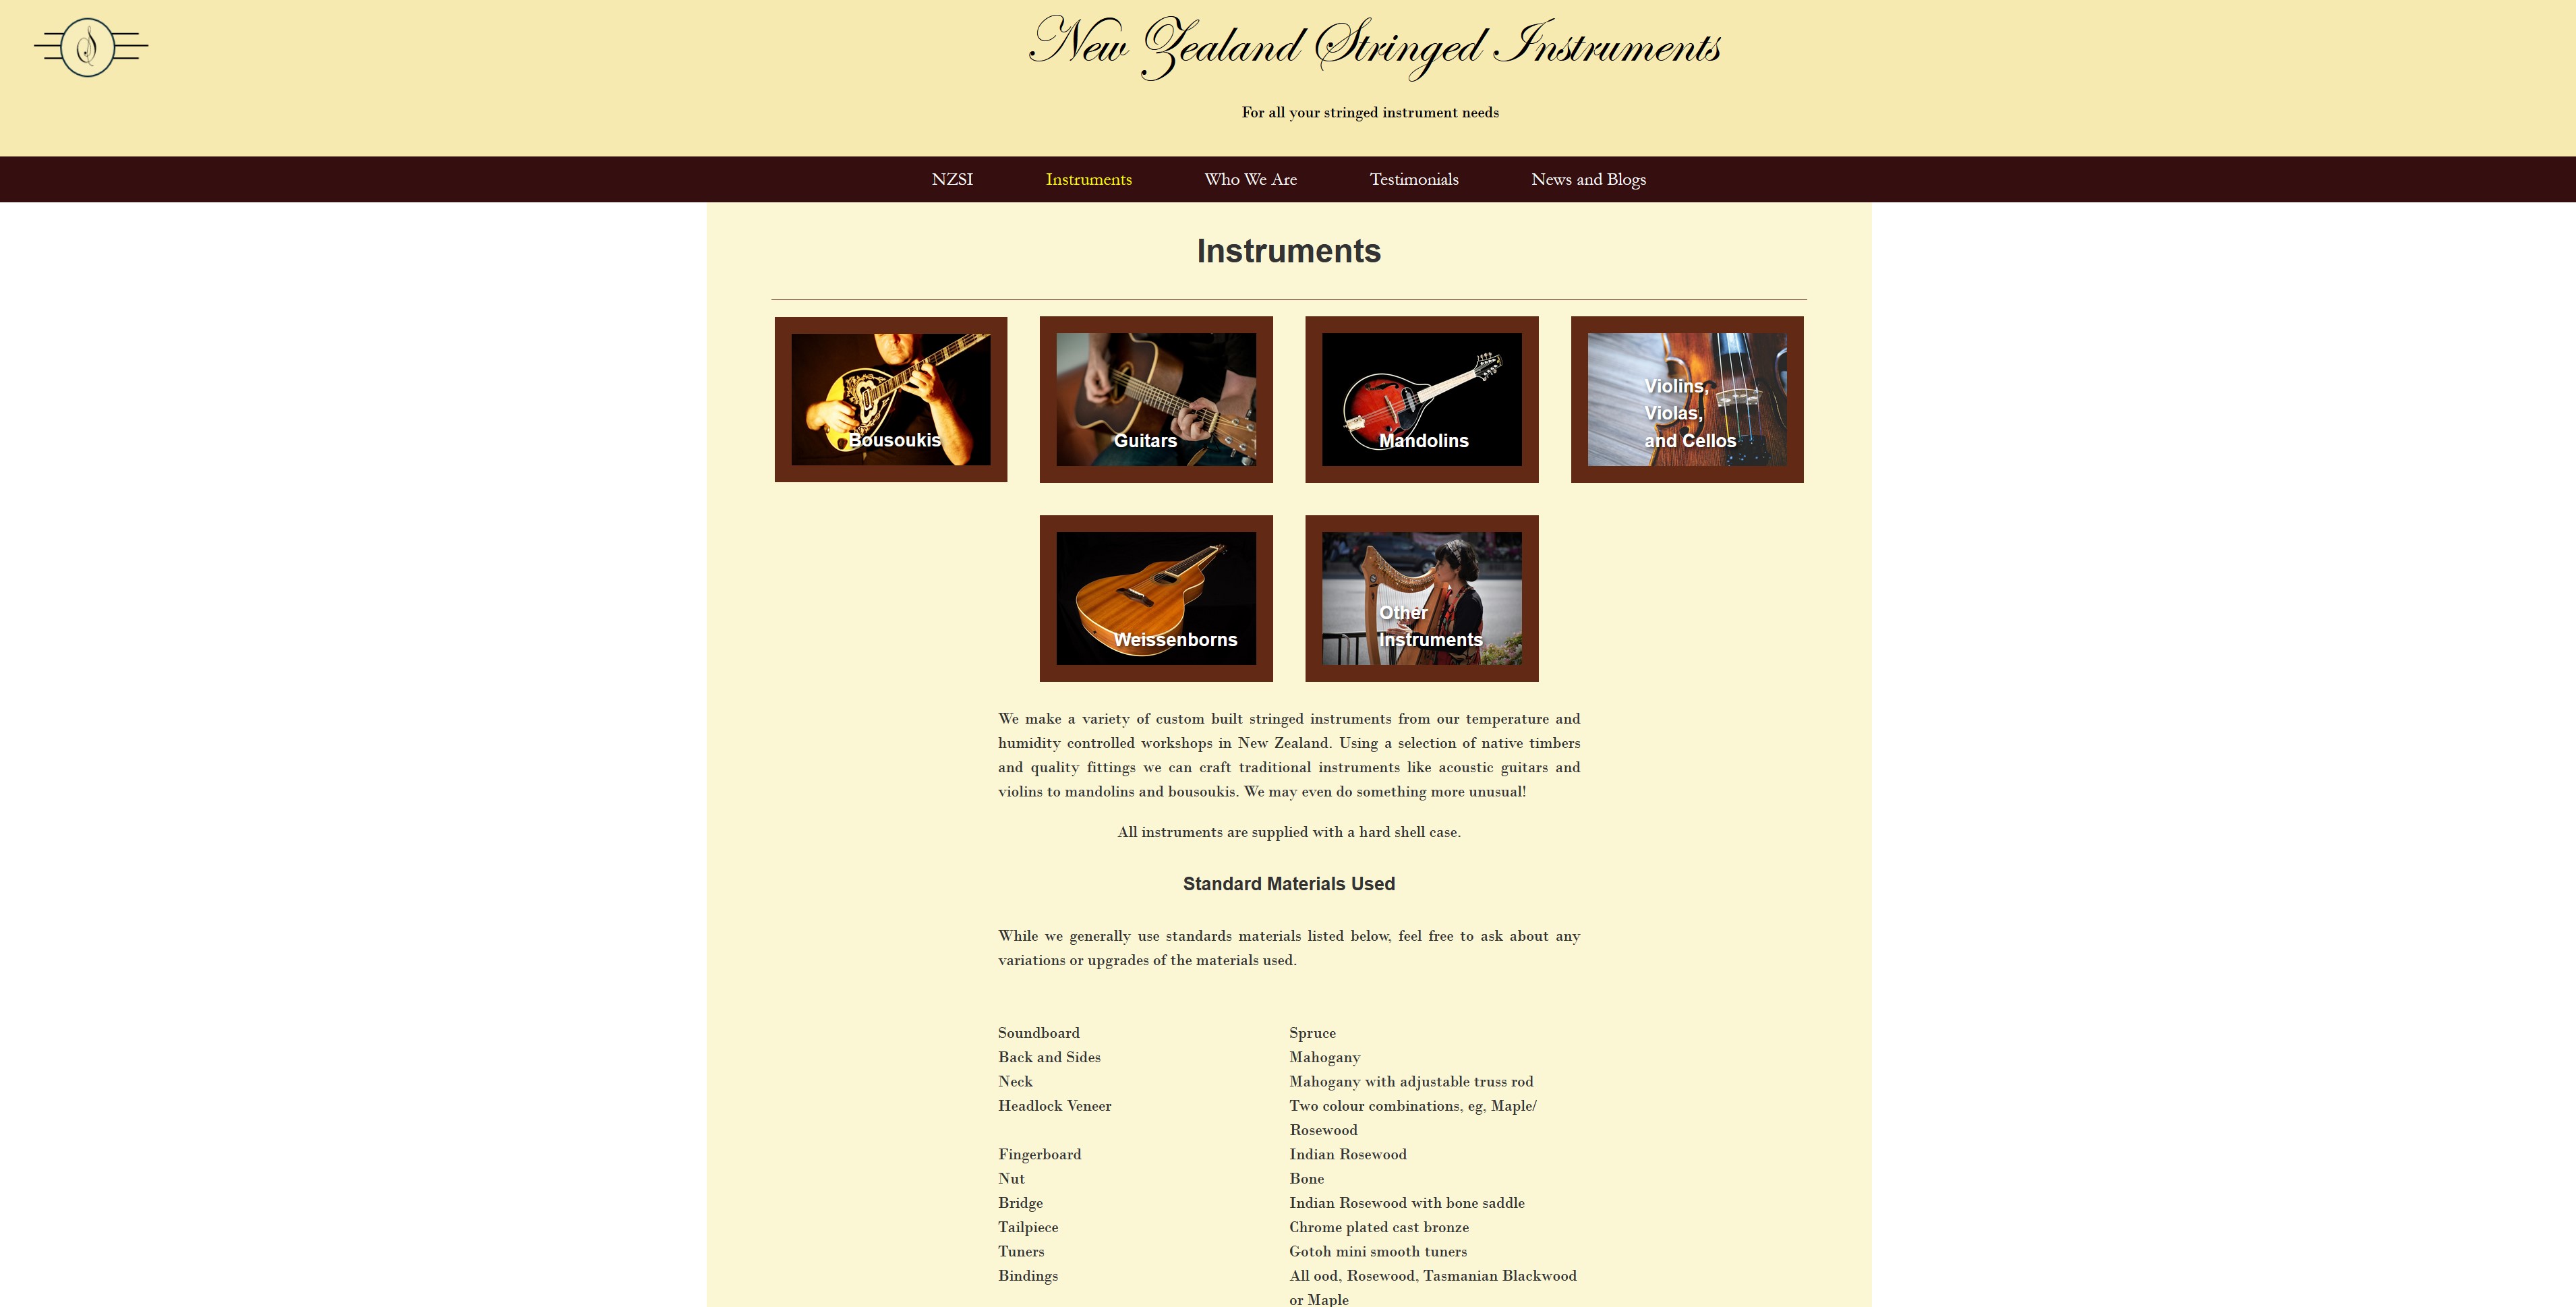 New Zealand Stringed Instruments
For all your stringed instrument needs
NZSI Instruments Who We Are Testimonials News and Blogs
Instruments
Bousoukis
Guitars
Mandolins
Violins,
Violas,
and Cellos
Weissenborns
Other
Instruments
We make a variety of custom built stringed instruments from our temperature and
humidity controlled workshops in New Zealand. Using a selection of native timbers
and quality fittings we can craft traditional instruments like acoustic guitars and
violins to mandolins and bousoukis. We may even do something more unusual!
All instruments are supplied with a hard shell case.
Standard Materials Used
While we generally use standards materials listed below, feel free to ask about any
variations or upgrades of the materials used.
Soundboard Spruce
Back and Sides Mahogany
Neck Mahogany with adjustable truss rod
Headlock Veneer Two colour combinations, eg, Maple/
Rosewood
Fingerboard Indian Rosewood
Nut Bone
Bridge Indian Rosewood with bone saddle
Tailpiece Chrome plated cast bronze
Tuners Gotoh mini smooth tuners
Bindings All ood, Rosewood, Tasmanian Blackwood
or Maple